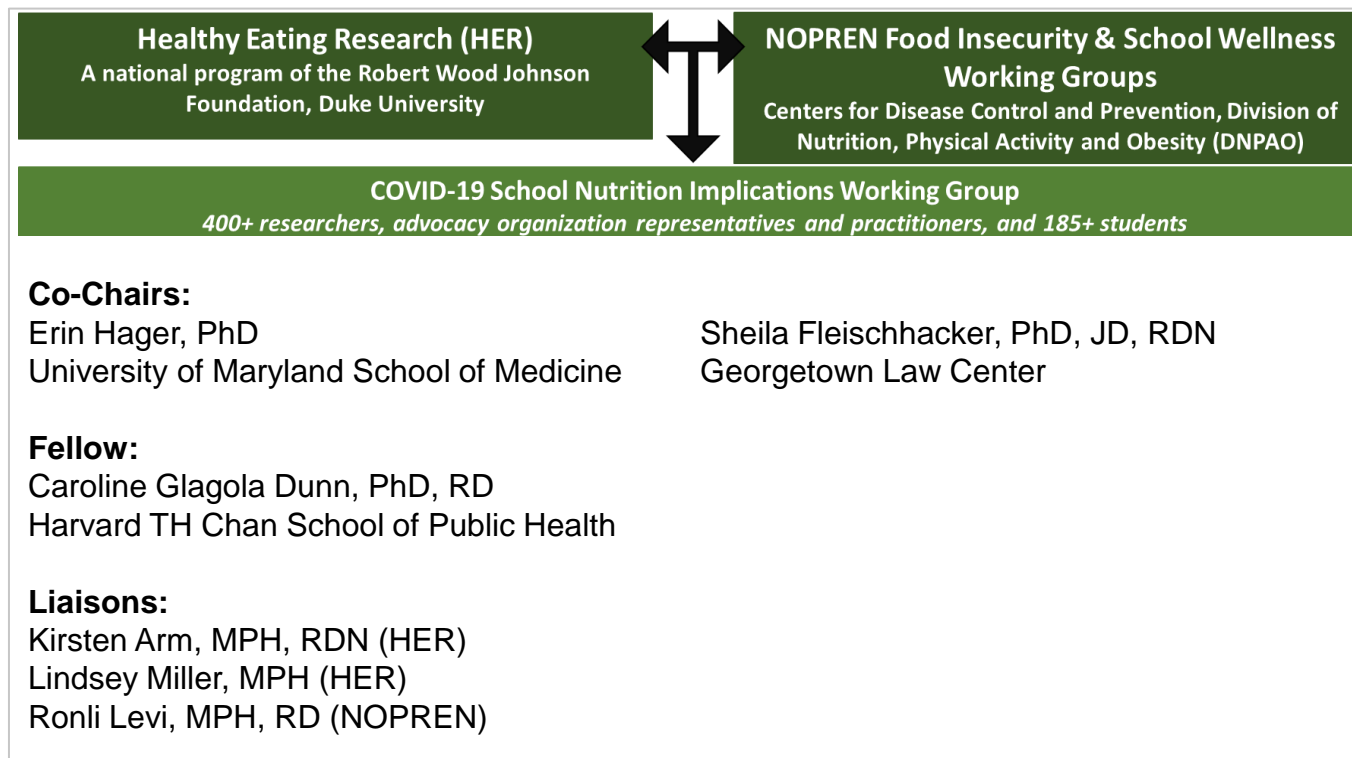 Healthy Eating Research (HER)
A national program of the Robert Wood Johnson
Foundation, Duke University
NOPREN Food Insecurity & School Wellness
Working Groups
Centers for Disease Control and Prevention, Division of
Nutrition, Physical Activity and Obesity (DNPAO)
COVID-19 School Nutrition Implications Working Group
400+ researchers, advocacy organization representatives and practitioners, and 185+ students
Co-Chairs:
Erin Hager, PhD
University of Maryland School of Medicine
Sheila Fleischhacker, PhD, JD, RDN
Georgetown Law Center
Fellow:
Caroline Glagola Dunn, PhD, RD
Harvard TH Chan School of Public Health
Liaisons:
Kirsten Arm, MPH, RDN (HER)
Lindsey Miller, MPH (HER)
Ronli Levi, MPH, RD (NOPREN)